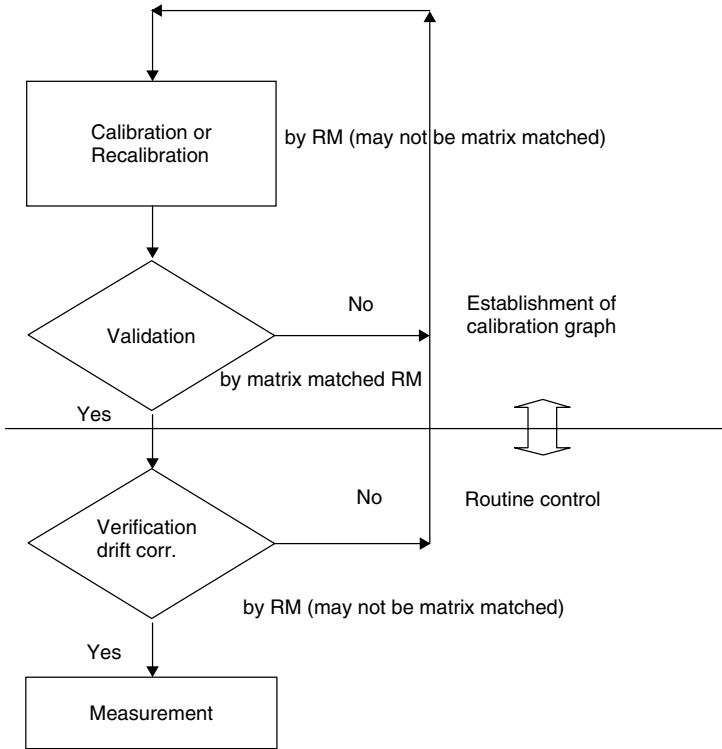 Calibration or
Recalibration
by RM (may not be matrix matched)
No
Validation
Establishment of
calibration graph
by matrix matched RM
Yes
No
Routine control
Verification
drift corr.
by RM (may not be matrix matched)
Yes
Measurement